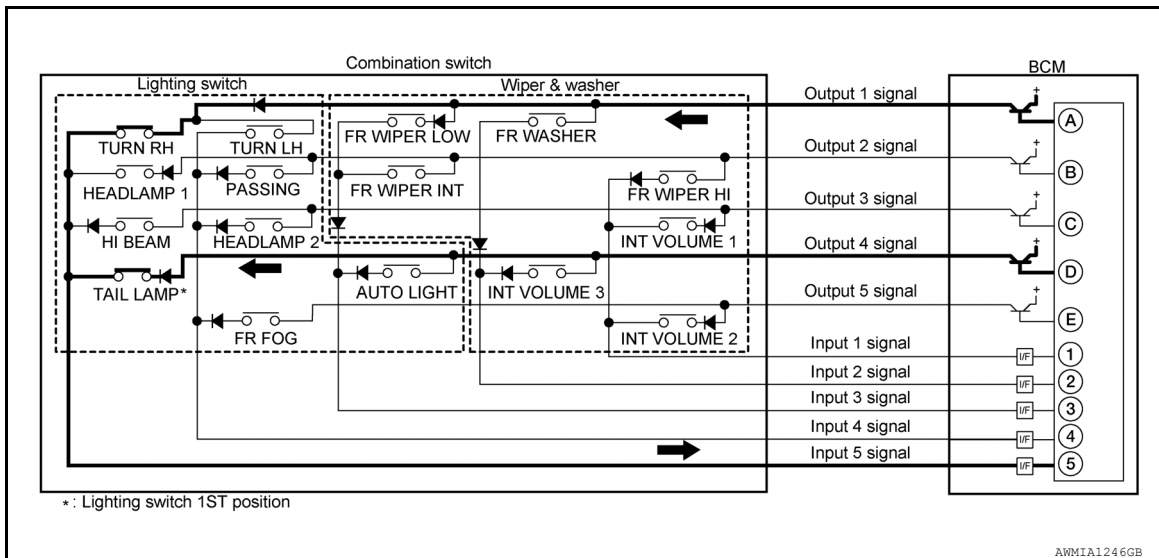 Combination switch
BCM
Lighting switch
Wiper & washer
Output 1 signal
+
A
TURN RH
TURN LH
FR WIPER LOW
FR WASHER
Output 2 signal
+
B
HEADLAMP 1
PASSING
FR WIPER INT
FR WIPER HI
Output 3 signal
+
C
HI BEAM
HEADLAMP 2
INT VOLUME 1
Output 4 signal
+
D
TAIL LAMP*
AUTO LIGHT
INT VOLUME 3
Output 5 signal
+
E
FR FOG
INT VOLUME 2
Input 1 signal
I/F
1
Input 2 signal
I/F
2
Input 3 signal
I/F
3
Input 4 signal
I/F
4
Input 5 signal
I/F
5
* : Lighting switch 1ST position
AWMIA1246GB